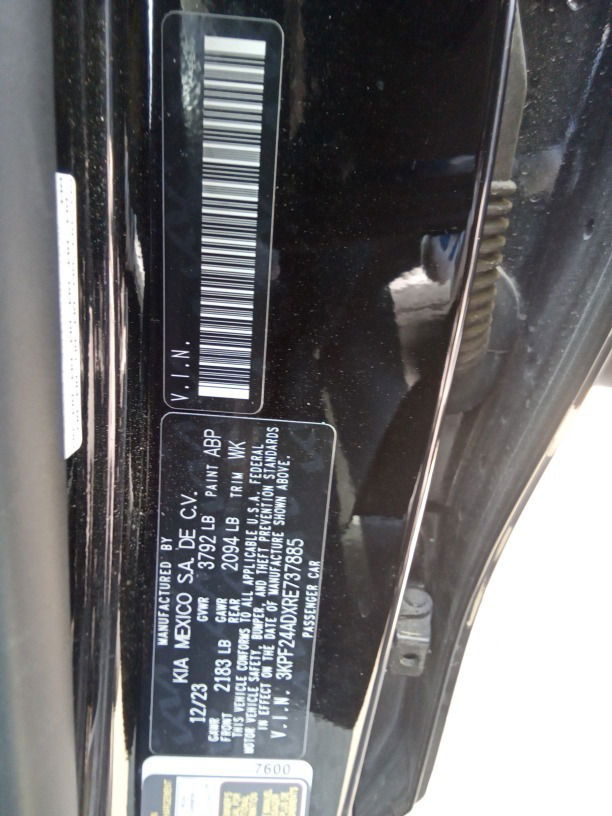 V.I.N.
MANUFACTURED BY
KIA MEXICO S.A. DE C.V.
12/23 GVWR 3792 LB PAINT ABP
GAWR FRONT 2183 LB GAWR REAR 2094 LB TRIM WK
THIS VEHICLE CONFORMS TO ALL APPLICABLE U.S.A. FEDERAL
MOTOR VEHICLE SAFETY, BUMPER, AND THEFT PREVENTION STANDARDS
IN EFFECT ON THE DATE OF MANUFACTURE SHOWN ABOVE.
V.I.N. 3KPF24ADXRE737885
PASSENGER CAR
7600